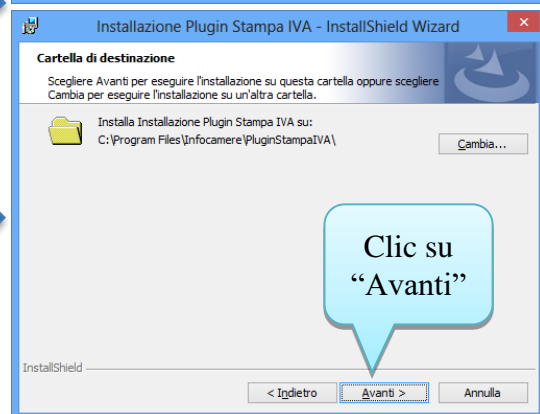 Installazione Plugin Stampa IVA - InstallShield Wizard
Cartella di destinazione
Scegliere Avanti per eseguire l'installazione su questa cartella oppure scegliere
Cambia per eseguire l'installazione su un'altra cartella.
Installa Installazione Plugin Stampa IVA su:
C:\Program Files\Infocamere\PluginStampaIVA\
Cambia...
Clic su
“Avanti”
InstallShield
< Indietro
Avanti >
Annulla